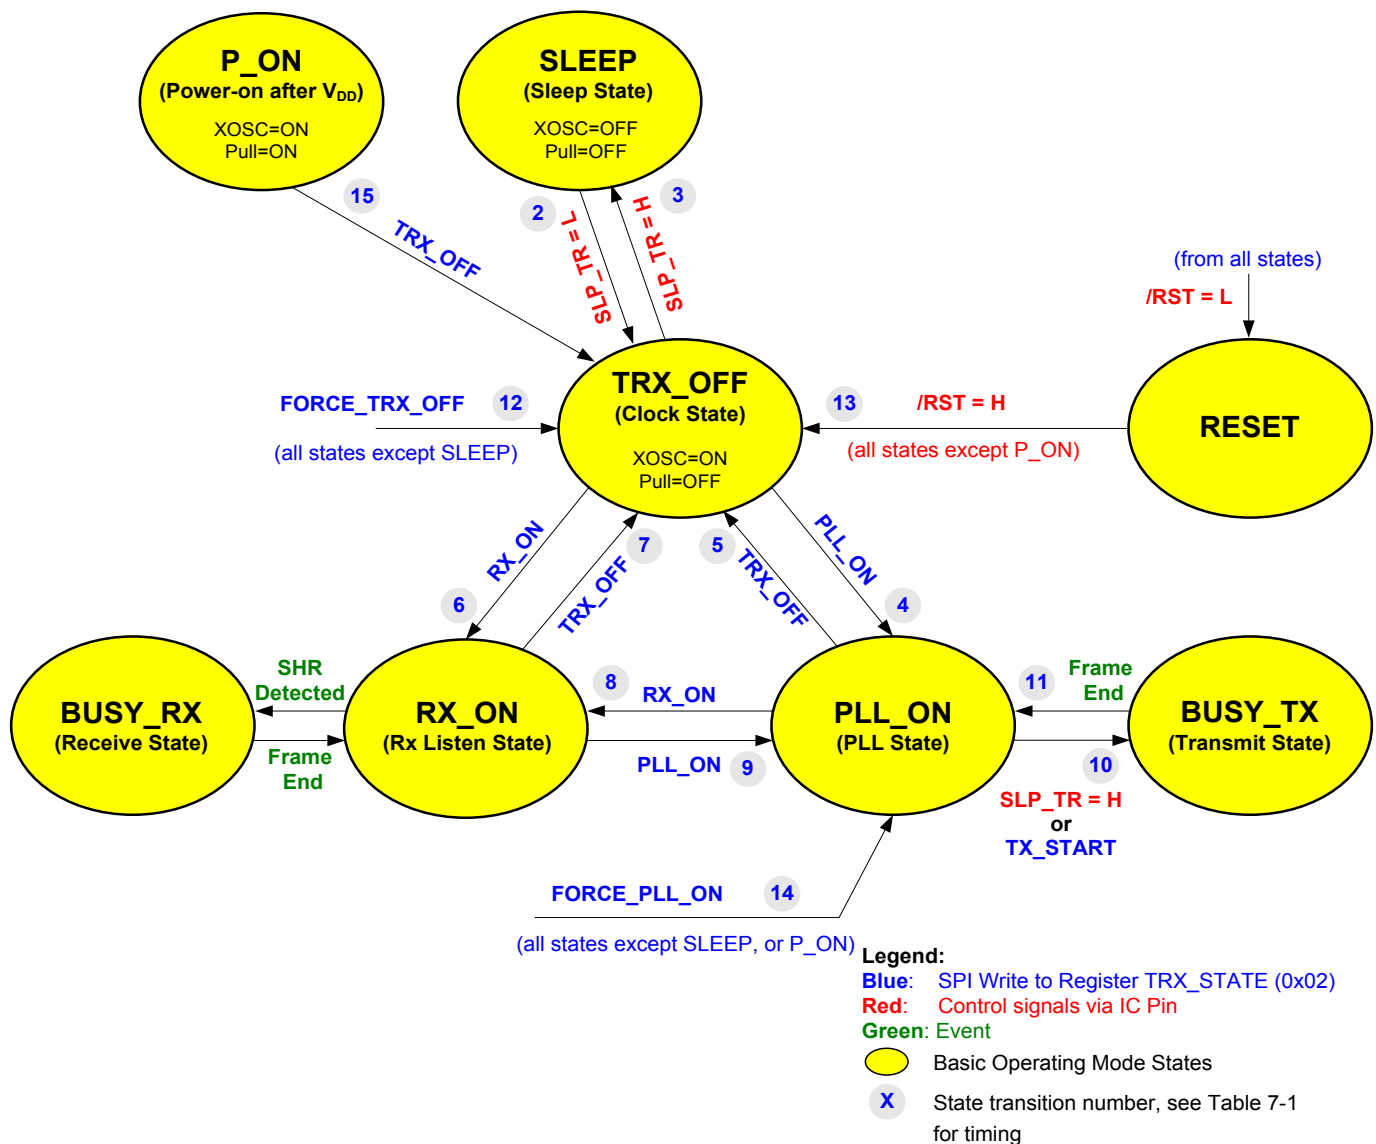 P_ON
(Power-on after VDD)
XOSC=ON
Pull=ON
SLEEP
(Sleep State)
XOSC=OFF
Pull=OFF
15
TRX_OFF
2
SLP_TR = L
3
SLP_TR = H
(from all states)
/RST = L
TRX_OFF
(Clock State)
XOSC=ON
Pull=OFF
FORCE_TRX_OFF
12
(all states except SLEEP)
13
/RST = H
(all states except P_ON)
RESET
6
RX_ON
7
TRX_OFF
5
TRX_OFF
4
PLL_ON
BUSY_RX
(Receive State)
SHR
Detected
Frame
End
RX_ON
(Rx Listen State)
8
RX_ON
PLL_ON
9
PLL_ON
(PLL State)
11
Frame
End
10
SLP_TR = H
or
TX_START
BUSY_TX
(Transmit State)
FORCE_PLL_ON
14
(all states except SLEEP, or P_ON)
Legend:
Blue: SPI Write to Register TRX_STATE (0x02)
Red: Control signals via IC Pin
Green: Event
Basic Operating Mode States
X State transition number, see Table 7-1
for timing